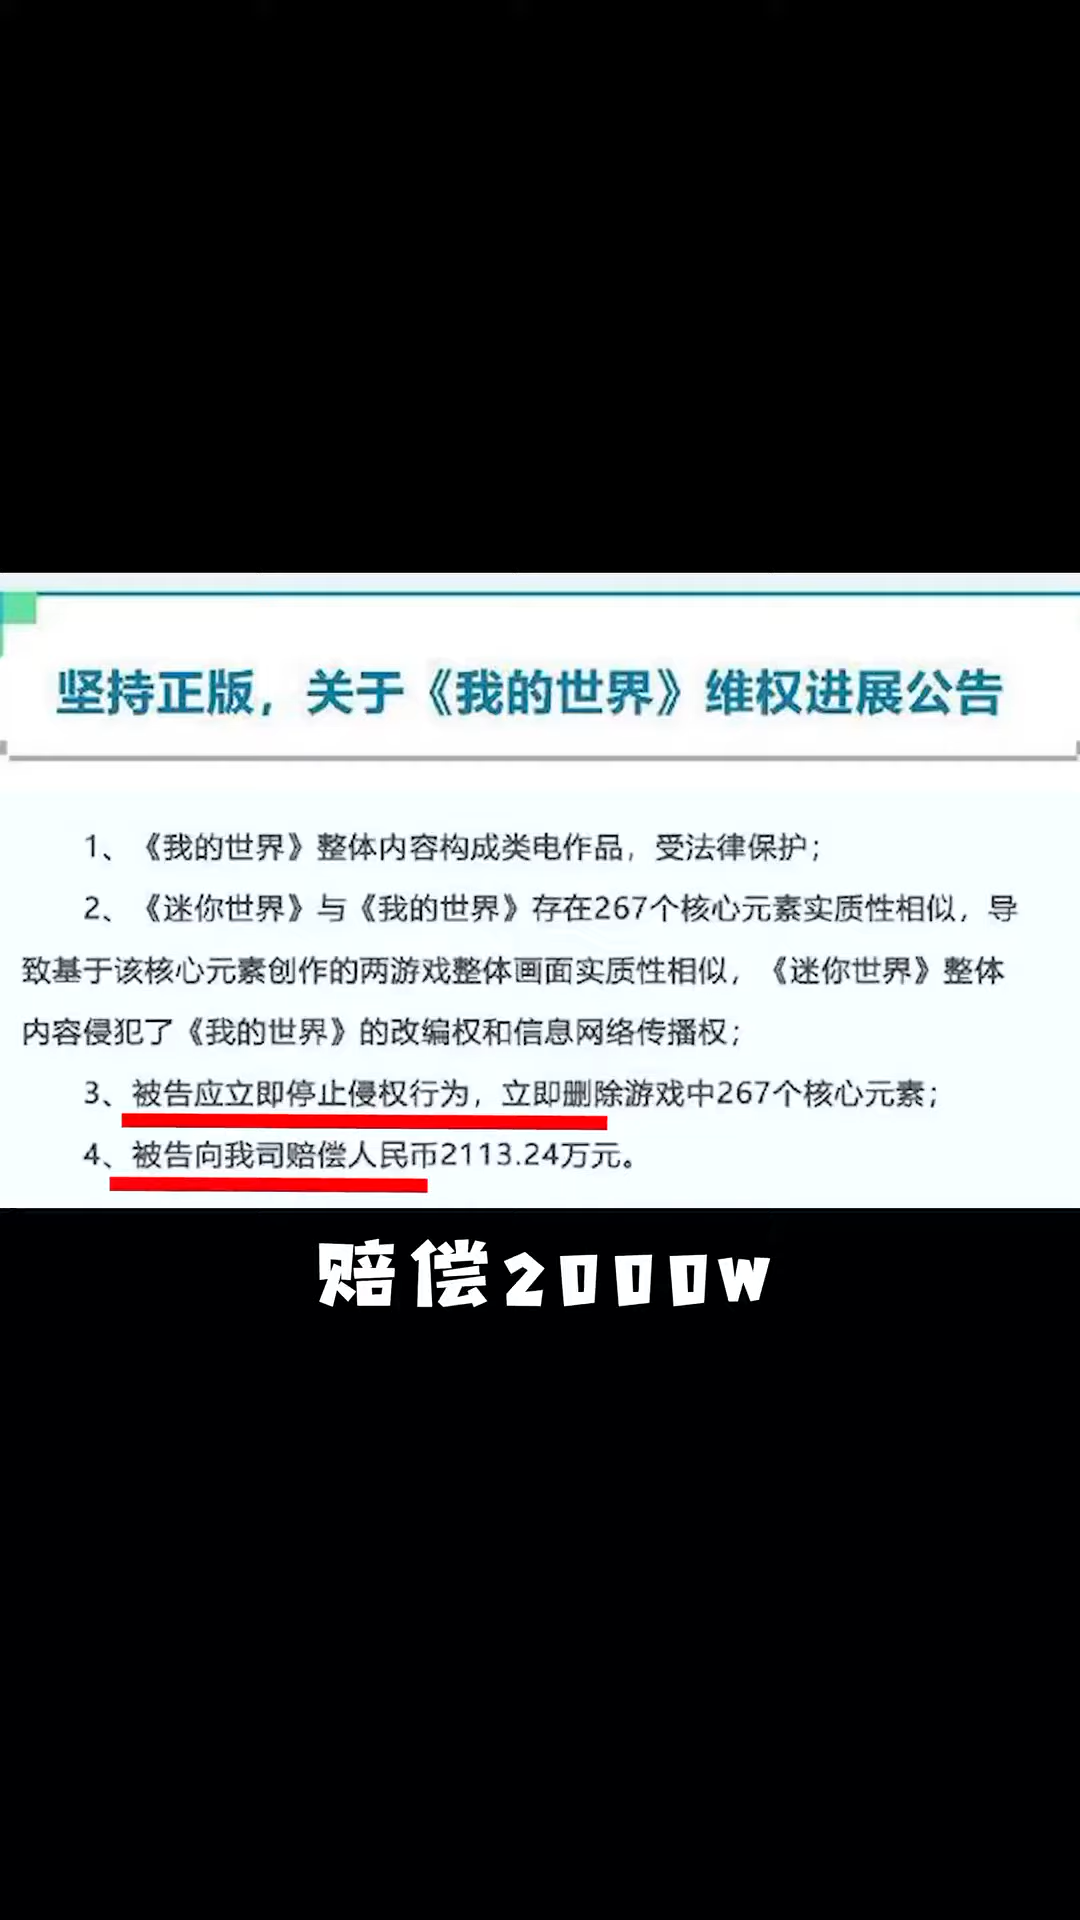 坚持正版，关于《我的世界》维权进展公告
1、《我的世界》整体内容构成类电作品，受法律保护；
2、《迷你世界》与《我的世界》存在267个核心元素实质性相似，导
致基于该核心元素创作的两游戏整体画面实质性相似，《迷你世界》整体
内容侵犯了《我的世界》的改编权和信息网络传播权；
3、被告应立即停止侵权行为，立即删除游戏中267个核心元素；
4、被告向我司赔偿人民币2113.24万元。
赔偿2000W